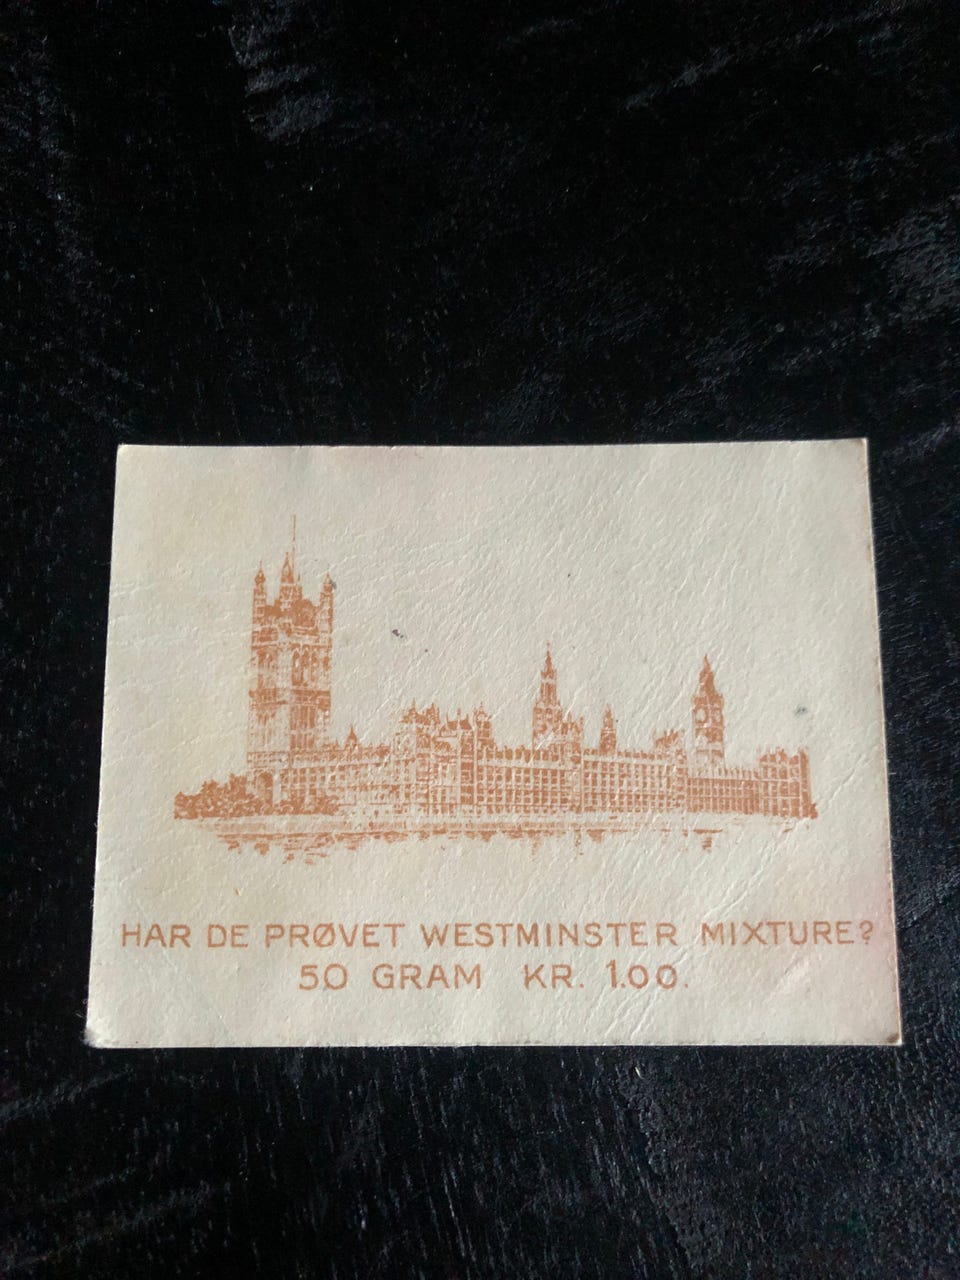 HAR DE PRØVET WESTMINSTER MIXTURE?
50 GRAM KR. 1.00.